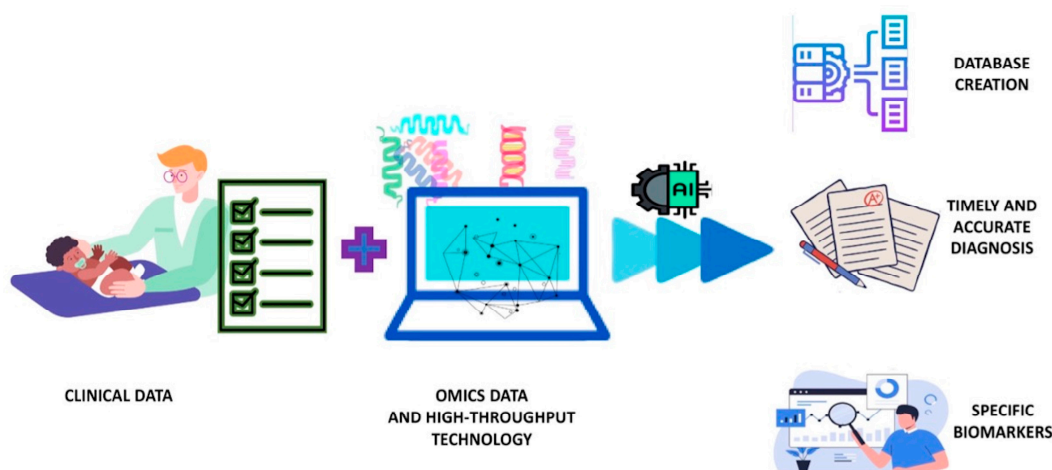 DATABASE
CREATION
AI
A+
TIMELY AND
ACCURATE
DIAGNOSIS
CLINICAL DATA
OMICS DATA
AND HIGH-THROUGHPUT
TECHNOLOGY
SPECIFIC
BIOMARKERS